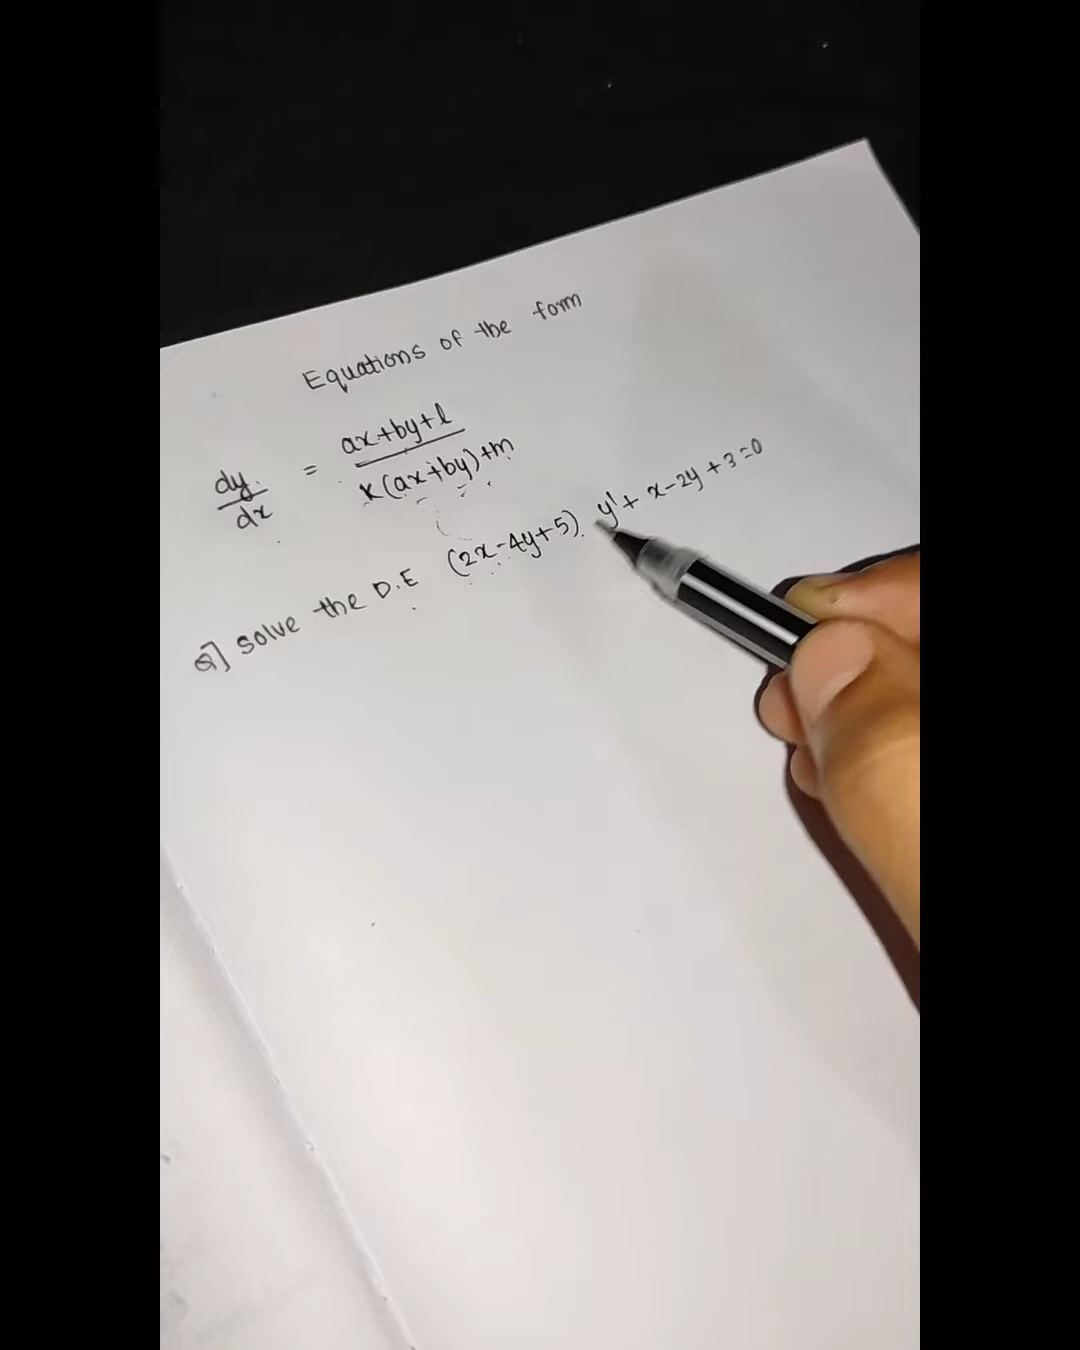 Equations of the form
dy/dx = ax+by+l / k(ax+by)+m
Q] solve the D.E (2x-4y+5) y' + x-2y+3=0